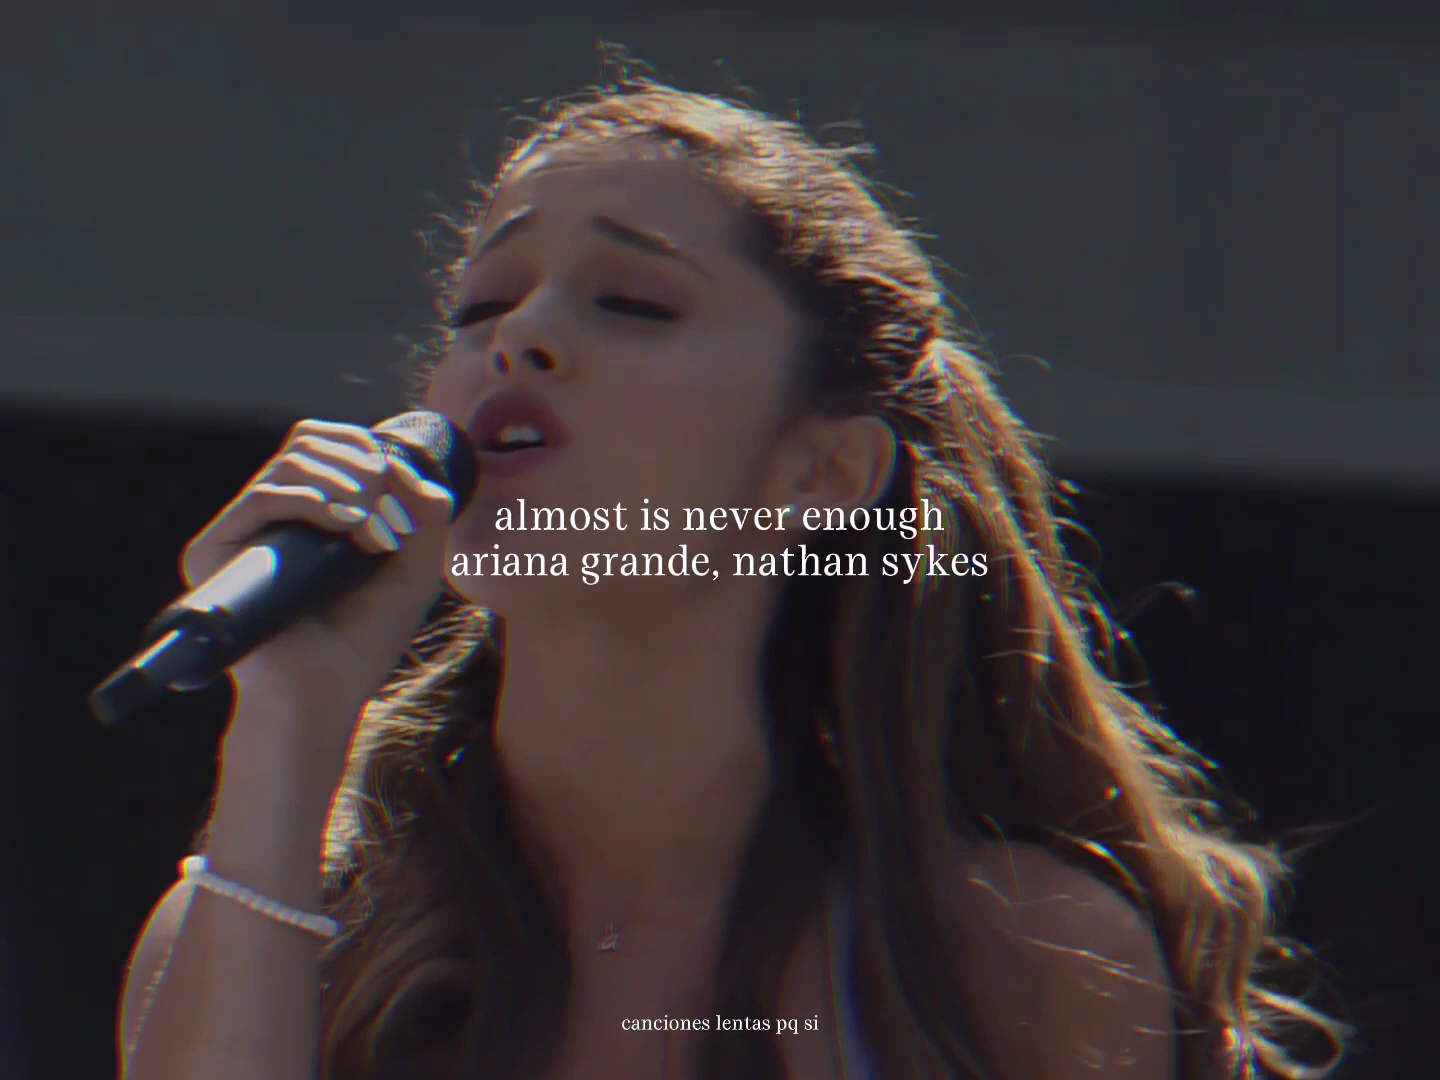 almost is never enough
ariana grande, nathan sykes
canciones lentas pq si